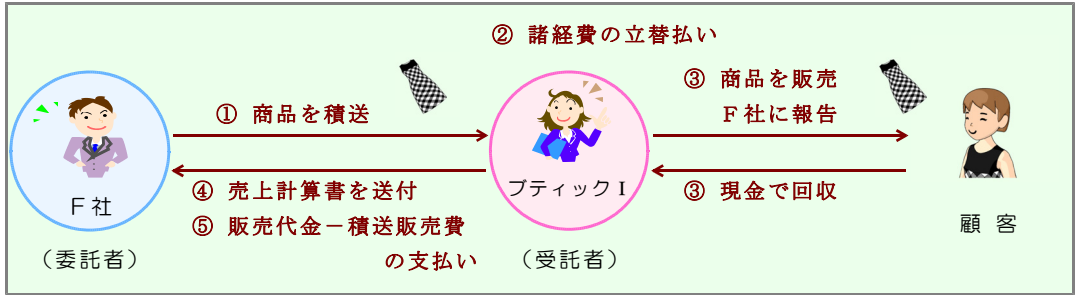 ② 諸経費の立替払い
③ 商品を販売
Ｆ社に報告
① 商品を積送
④ 売上計算書を送付
⑤ 販売代金－積送販売費
の支払い
③ 現金で回収
Ｆ社
ブティックＩ
顧 客
（委託者）
（受託者）